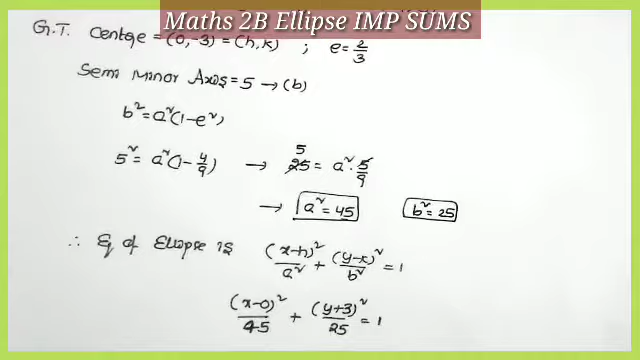 Maths 2B Ellipse IMP SUMS
G.T. Centre = (0,-3) = (h,k) ; e = 2/3
Semi Minor Axis = 5 → (b)
b² = a²(1-e²)
5² = a²(1-4/9) → 25 = a²·5/9
5
→ a² = 45 b² = 25
∴ Eq of Ellipse is (x-h)²/a² + (y-k)²/b² = 1
(x-0)²/45 + (y+3)²/25 = 1